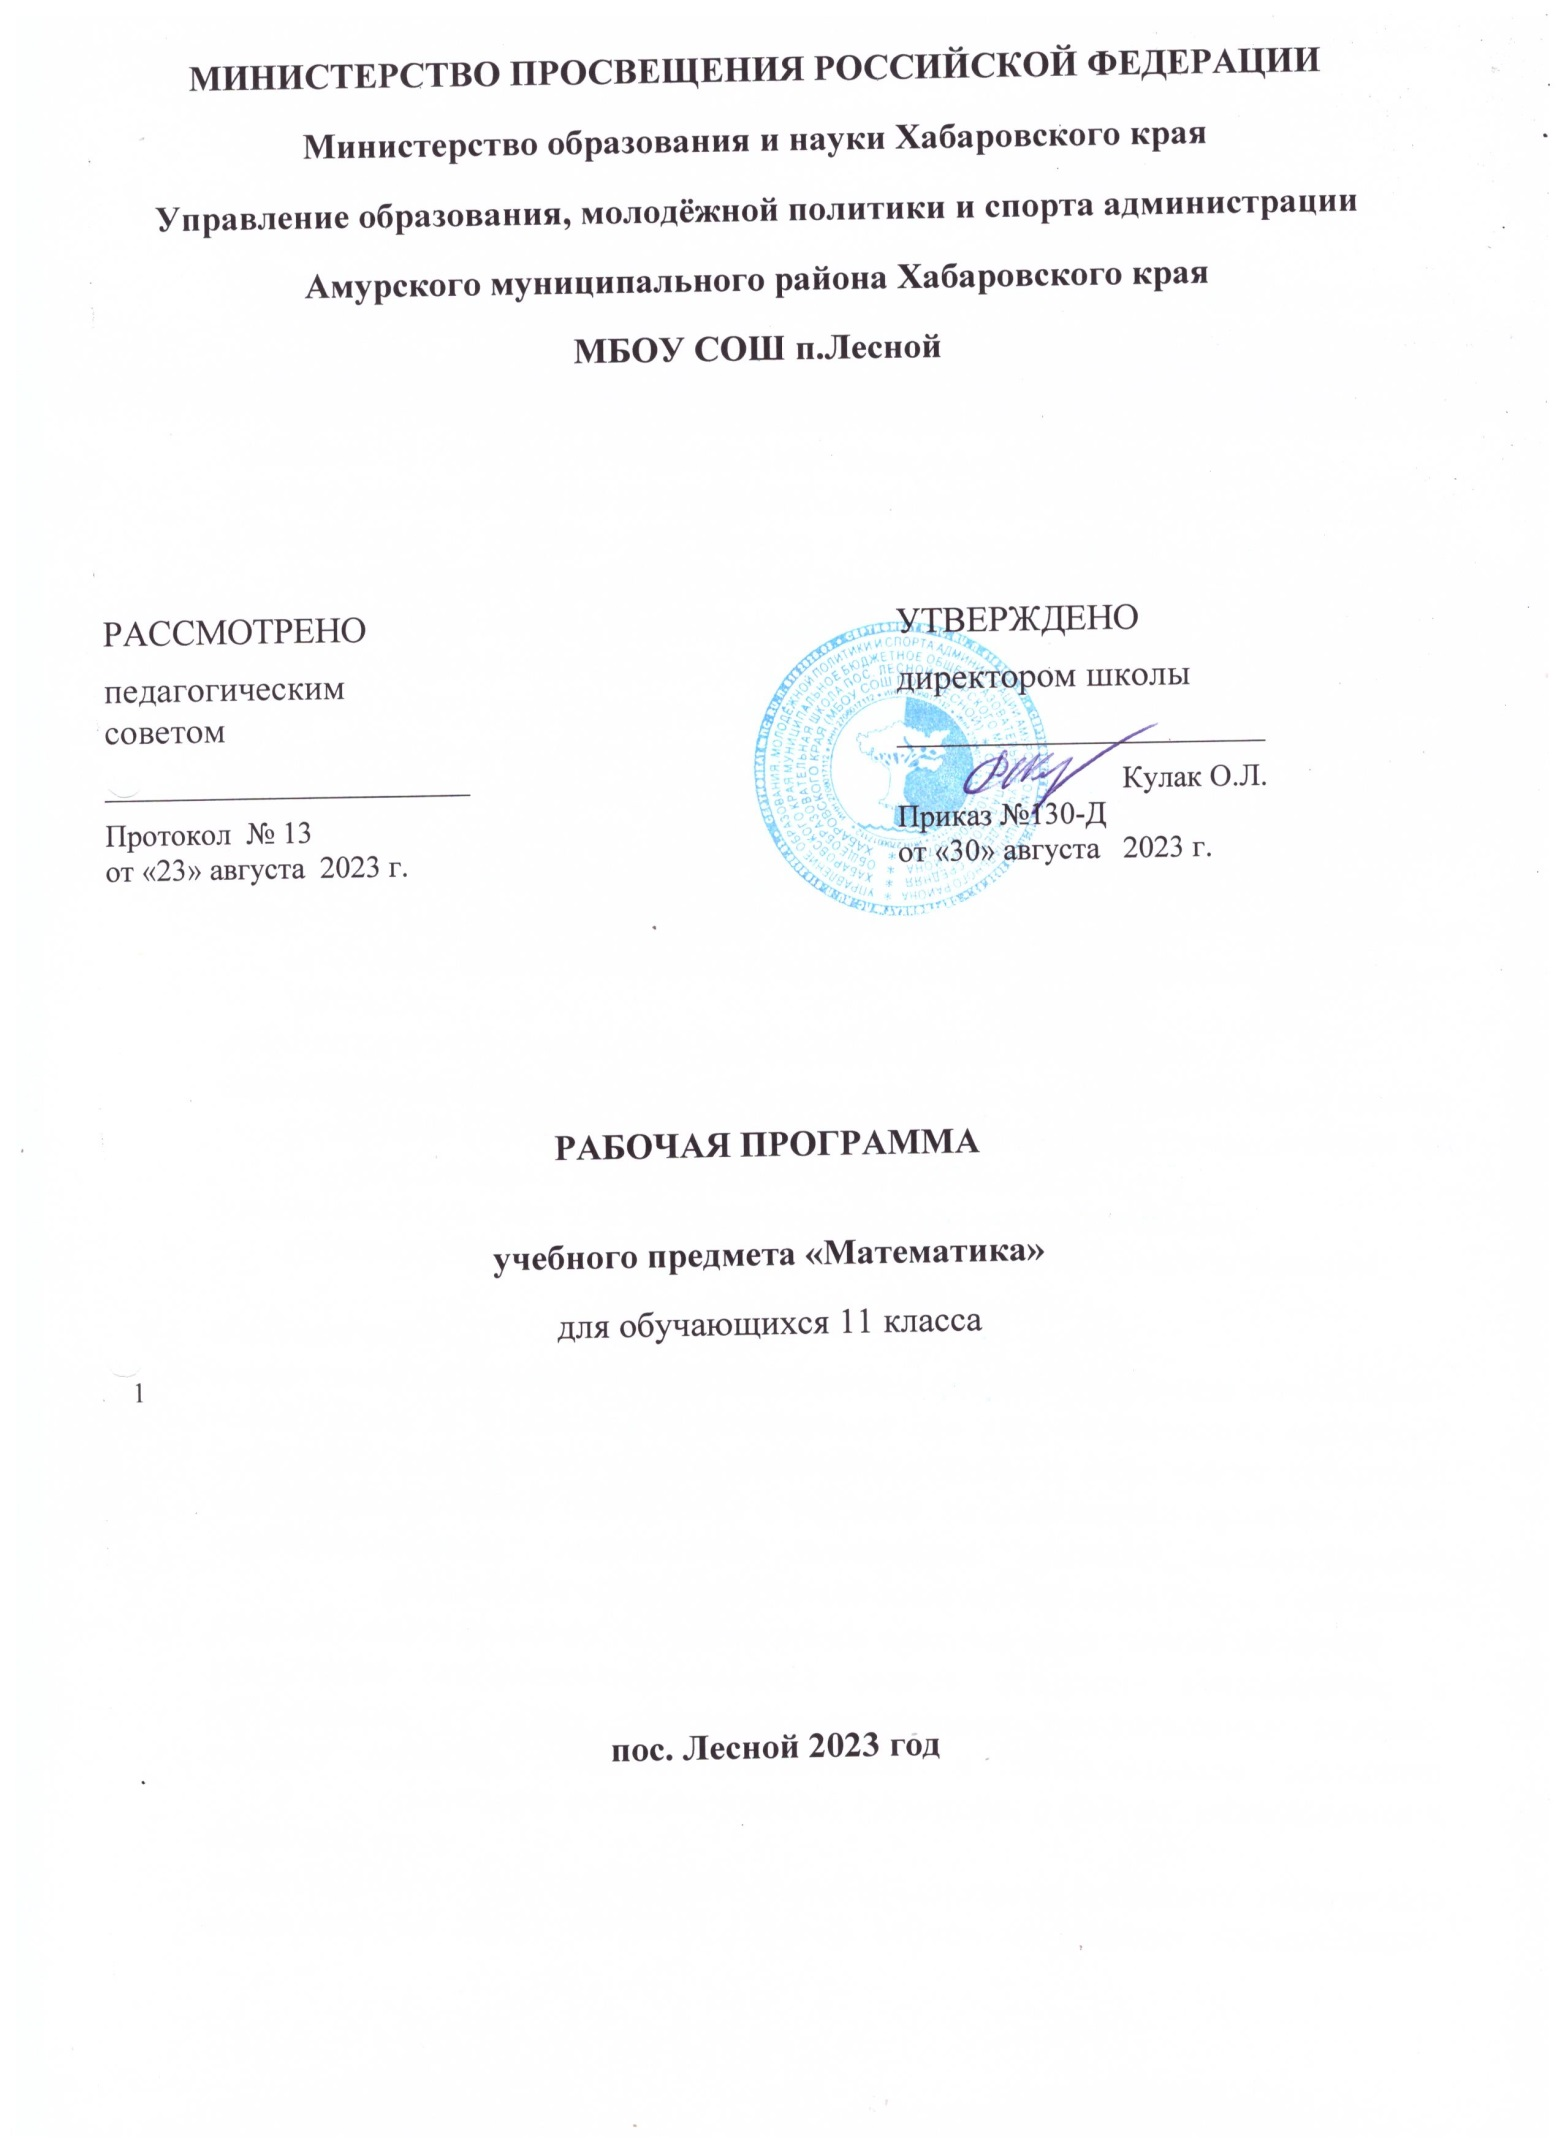 МИНИСТЕРСТВО ПРОСВЕЩЕНИЯ РОССИЙСКОЙ ФЕДЕРАЦИИ
Министерство образования и науки Хабаровского края
Управление образования, молодёжной политики и спорта администрации
Амурского муниципального района Хабаровского края
МБОУ СОШ п.Лесной
РАССМОТРЕНО
педагогическим
советом
Протокол № 13
от «23» августа 2023 г.
УТВЕРЖДЕНО
директором школы
Кулак О.Л.
Приказ №130-Д
от «30» августа 2023 г.
РАБОЧАЯ ПРОГРАММА
учебного предмета «Математика»
для обучающихся 11 класса
1
пос. Лесной 2023 год